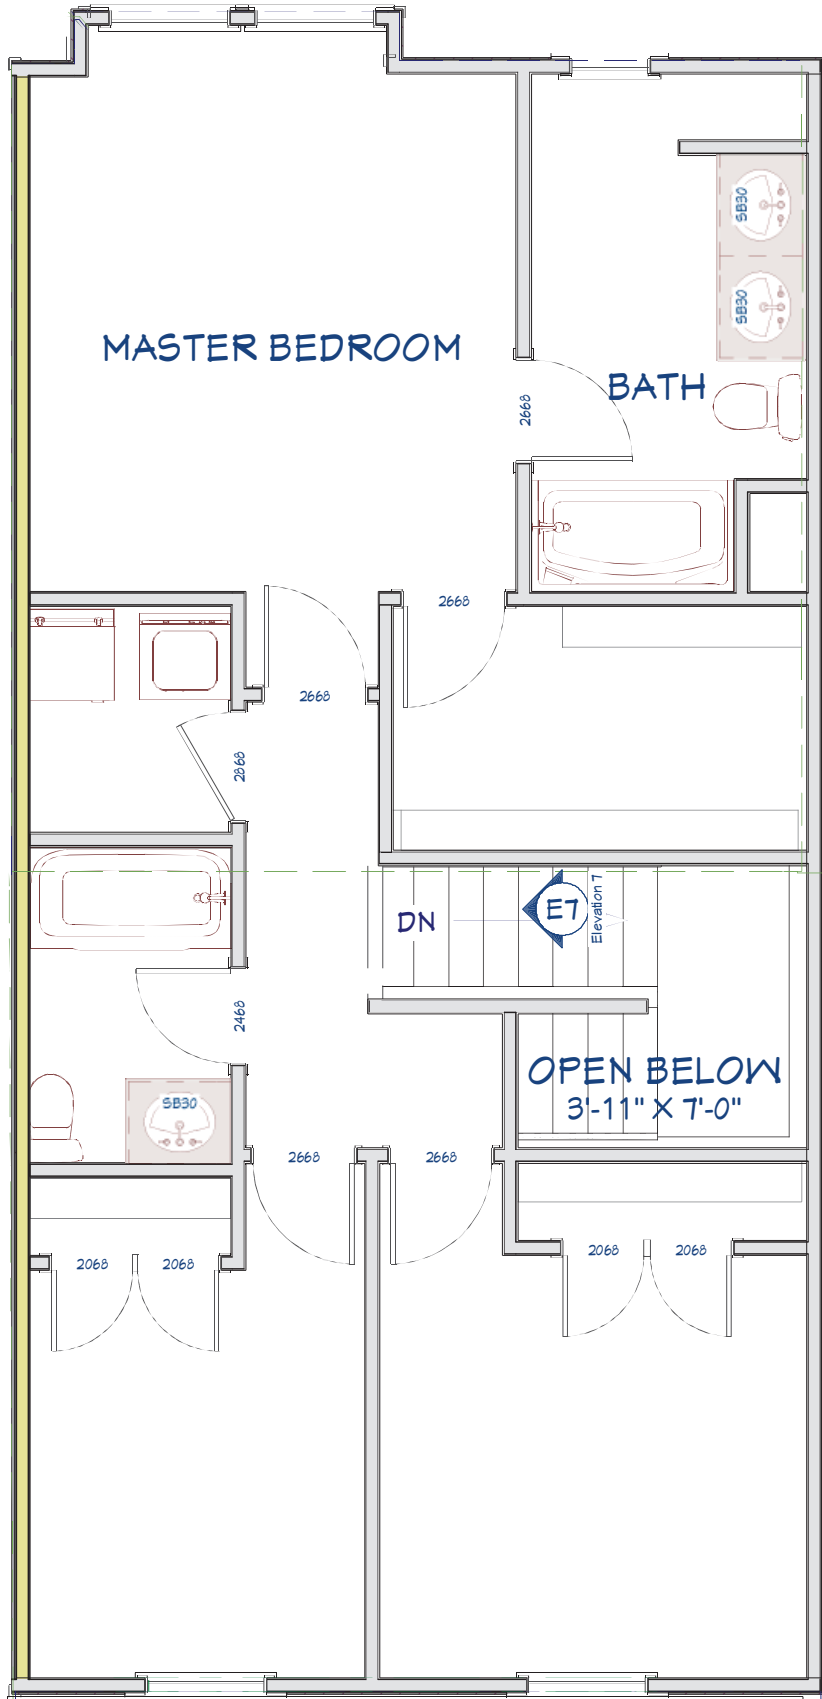 SB30
SB30
MASTER BEDROOM
BATH
2668
2668
2668
2868
DN
E7
Elevation 7
2468
OPEN BELOW
3'-11" X 7'-0"
SB30
2668
2668
2068
2068
2068
2068